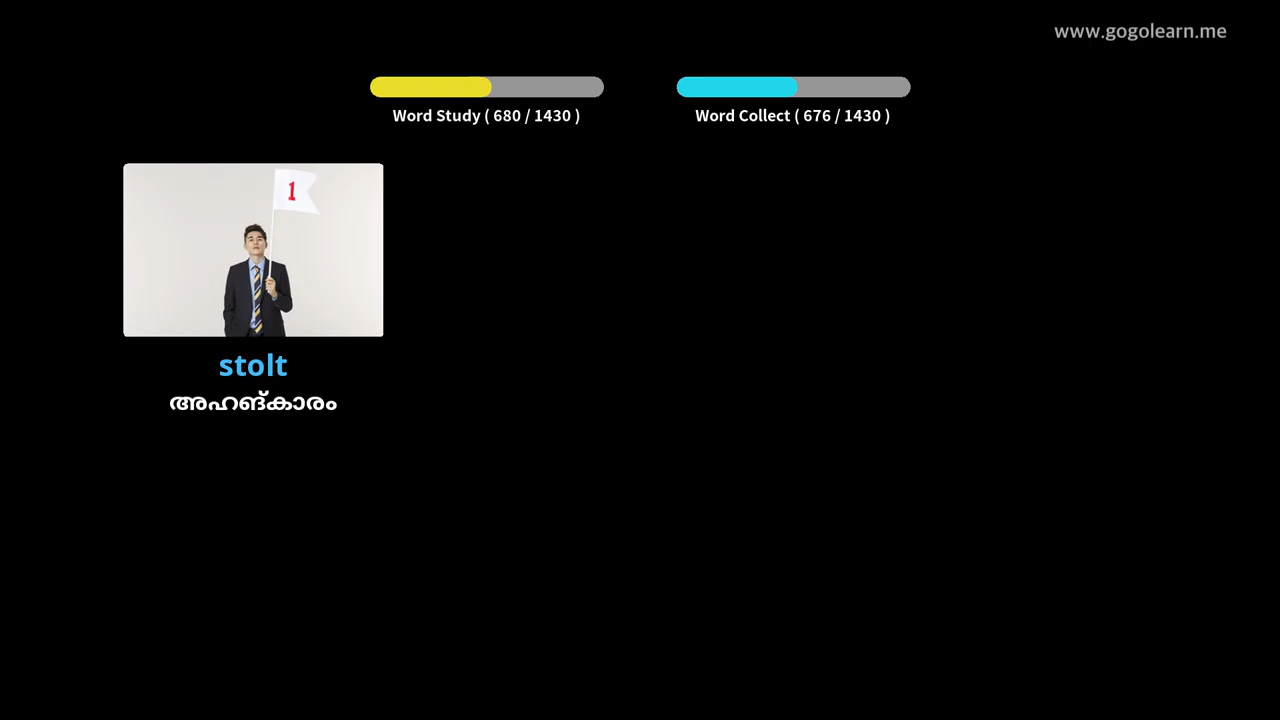 www.gogolearn.me
Word Study ( 680 / 1430 )
Word Collect ( 676 / 1430 )
1
stolt
അഹങ്കാരം